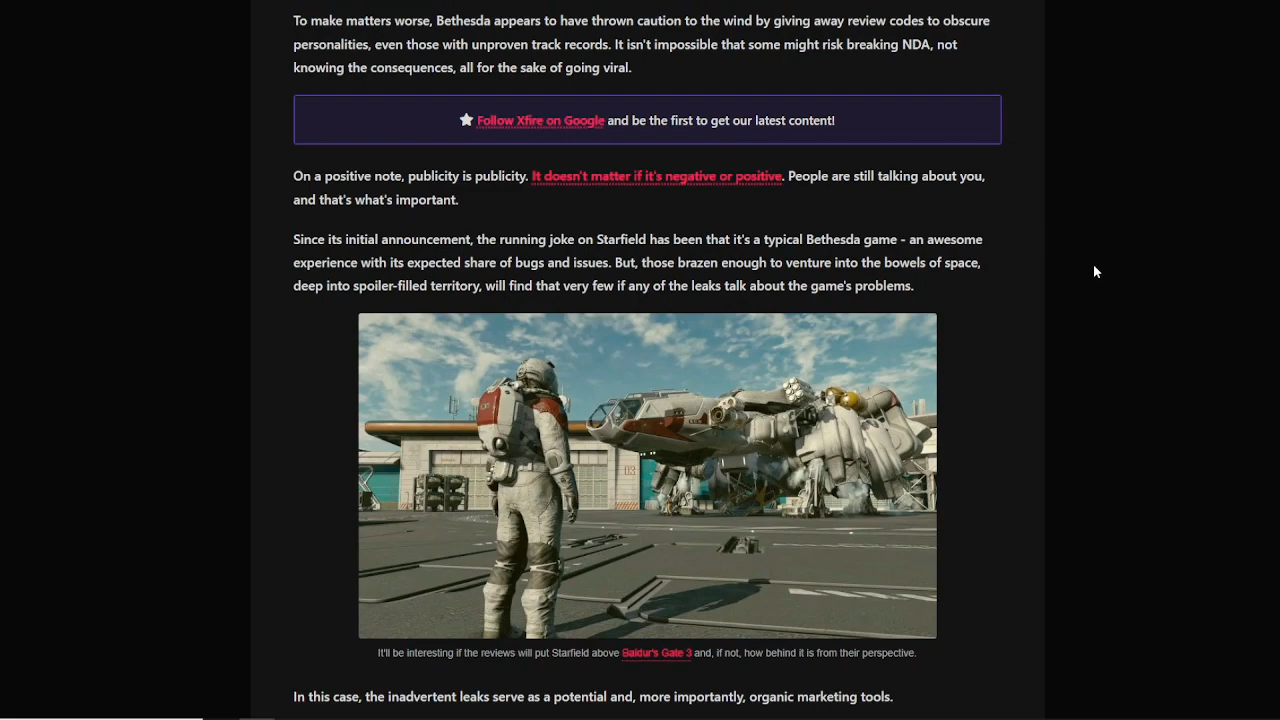 To make matters worse, Bethesda appears to have thrown caution to the wind by giving away review codes to obscure
personalities, even those with unproven track records. It isn't impossible that some might risk breaking NDA, not
knowing the consequences, all for the sake of going viral.
Follow Xfire on Google and be the first to get our latest content!
On a positive note, publicity is publicity. It doesn't matter if it's negative or positive. People are still talking about you,
and that's what's important.
Since its initial announcement, the running joke on Starfield has been that it's a typical Bethesda game - an awesome
experience with its expected share of bugs and issues. But, those brazen enough to venture into the bowels of space,
deep into spoiler-filled territory, will find that very few if any of the leaks talk about the game's problems.
03
It'll be interesting if the reviews will put Starfield above Baldur's Gate 3 and, if not, how behind it is from their perspective.
In this case, the inadvertent leaks serve as a potential and, more importantly, organic marketing tools.